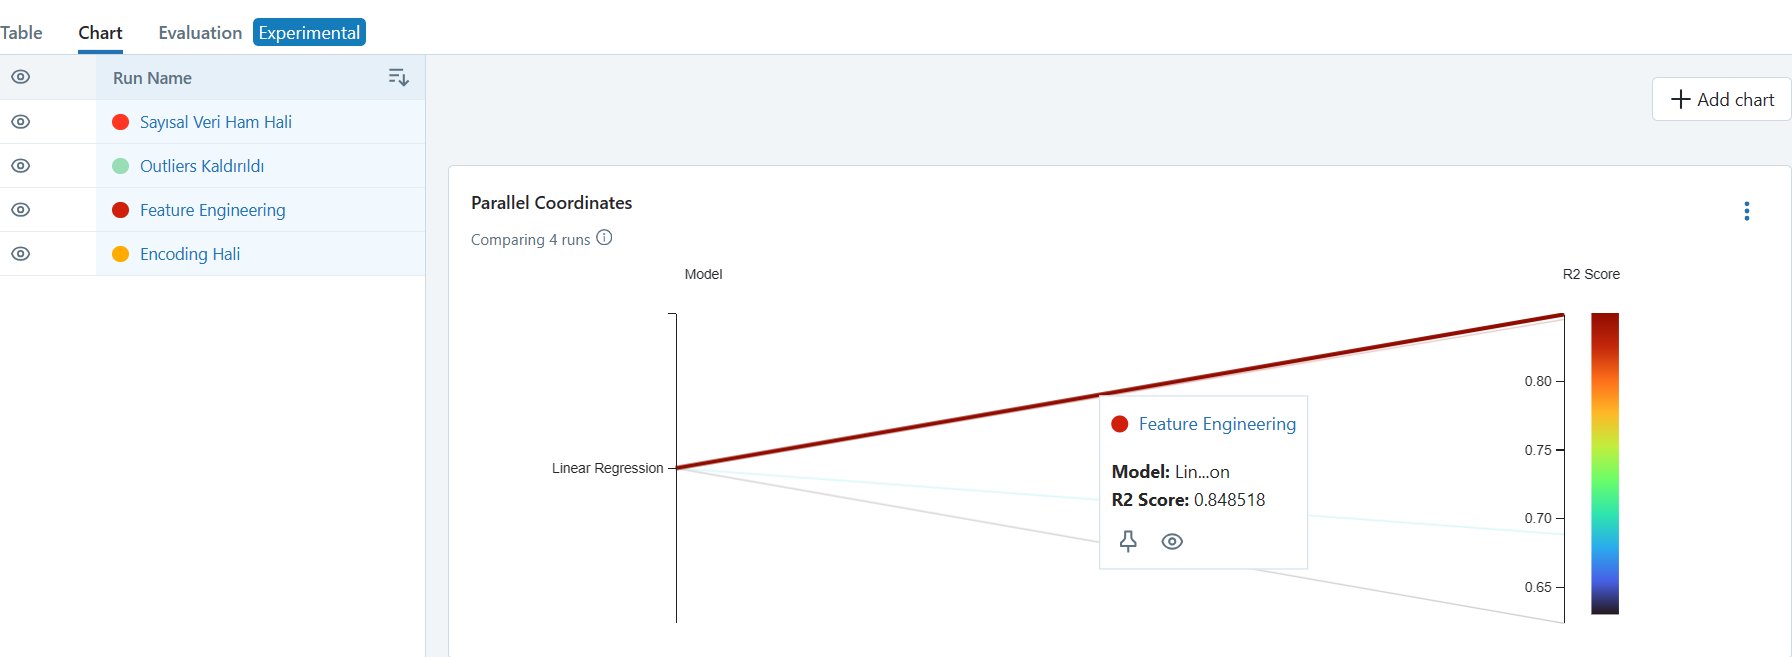 Table Chart Evaluation Experimental
Run Name
Sayısal Veri Ham Hali
Outliers Kaldırıldı
Feature Engineering
Encoding Hali
Add chart
Parallel Coordinates
Comparing 4 runs
Model R2 Score
0.80
Feature Engineering
0.75
Linear Regression
Model: Lin...on
R2 Score: 0.848518
0.70
0.65